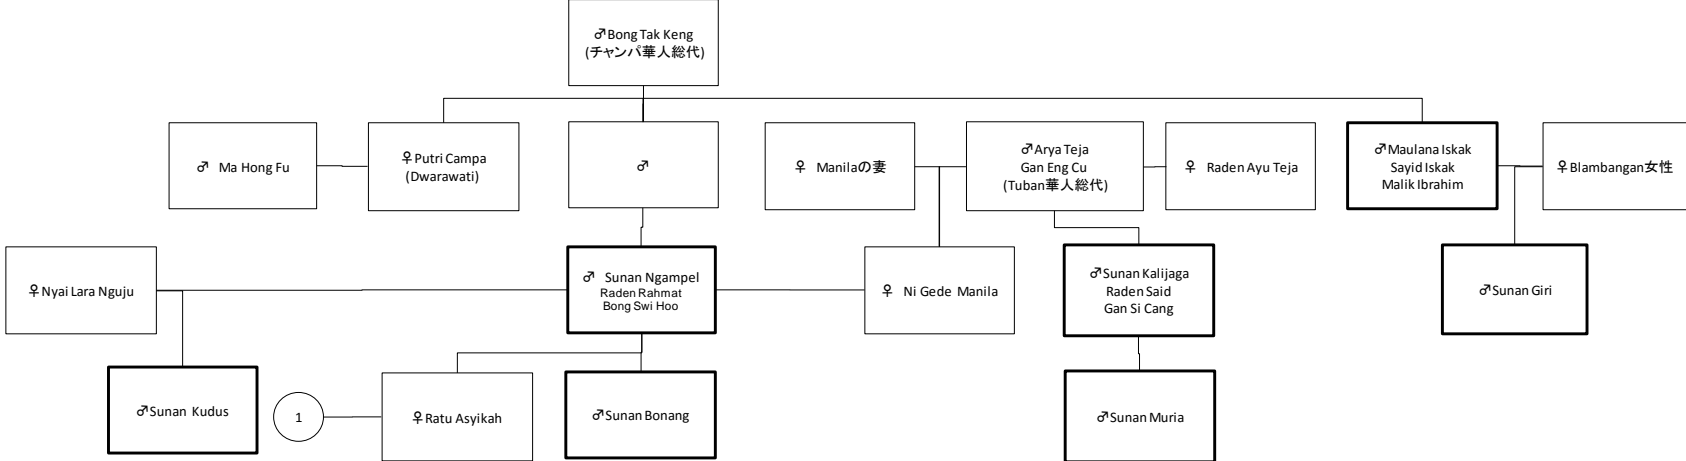 ♂Bong Tak Keng
(チャンパ華人総代)
♂ Ma Hong Fu
♀Putri Campa
(Dwarawati)
♂
♀ Manilaの妻
♂Arya Teja
Gan Eng Cu
(Tuban華人総代)
♀ Raden Ayu Teja
♂Maulana Iskak
Sayid Iskak
Malik Ibrahim
♀Blambangan女性
♀Nyai Lara Nguju
♂ Sunan Ngampel
Raden Rahmat
Bong Swi Hoo
♀ Ni Gede Manila
♂Sunan Kalijaga
Raden Said
Gan Si Cang
♂Sunan Giri
♂Sunan Kudus
1
♀Ratu Asyikah
♂Sunan Bonang
♂Sunan Muria